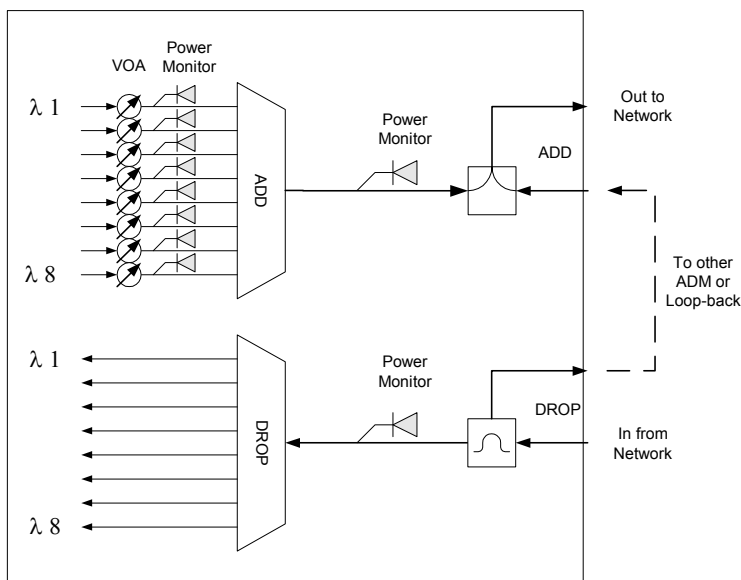 VOA
Power
Monitor
λ 1
λ 8
ADD
Power
Monitor
ADD
Out to
Network
To other
ADM or
Loop-back
λ 1
λ 8
DROP
Power
Monitor
DROP
In from
Network